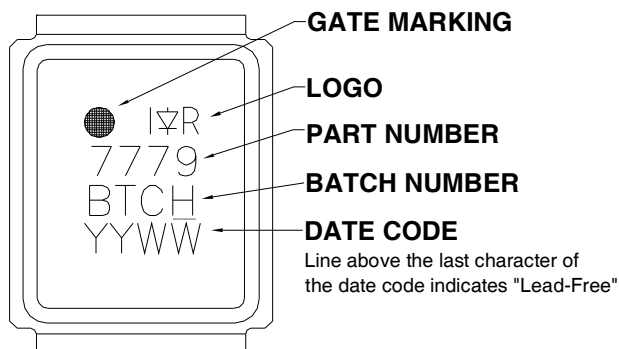 GATE MARKING
I R
LOGO
7779
PART NUMBER
BTCH
BATCH NUMBER
YYWW
DATE CODE
Line above the last character of
the date code indicates "Lead-Free"